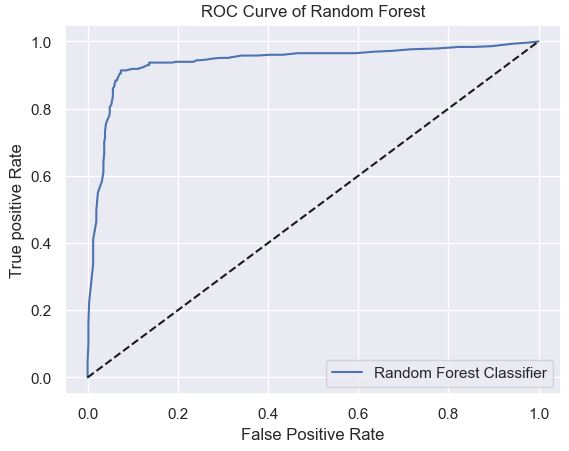 ROC Curve of Random Forest
True positive Rate
1.0
0.8
0.6
0.4
0.2
0.0
Random Forest Classifier
0.0 0.2 0.4 0.6 0.8 1.0
False Positive Rate